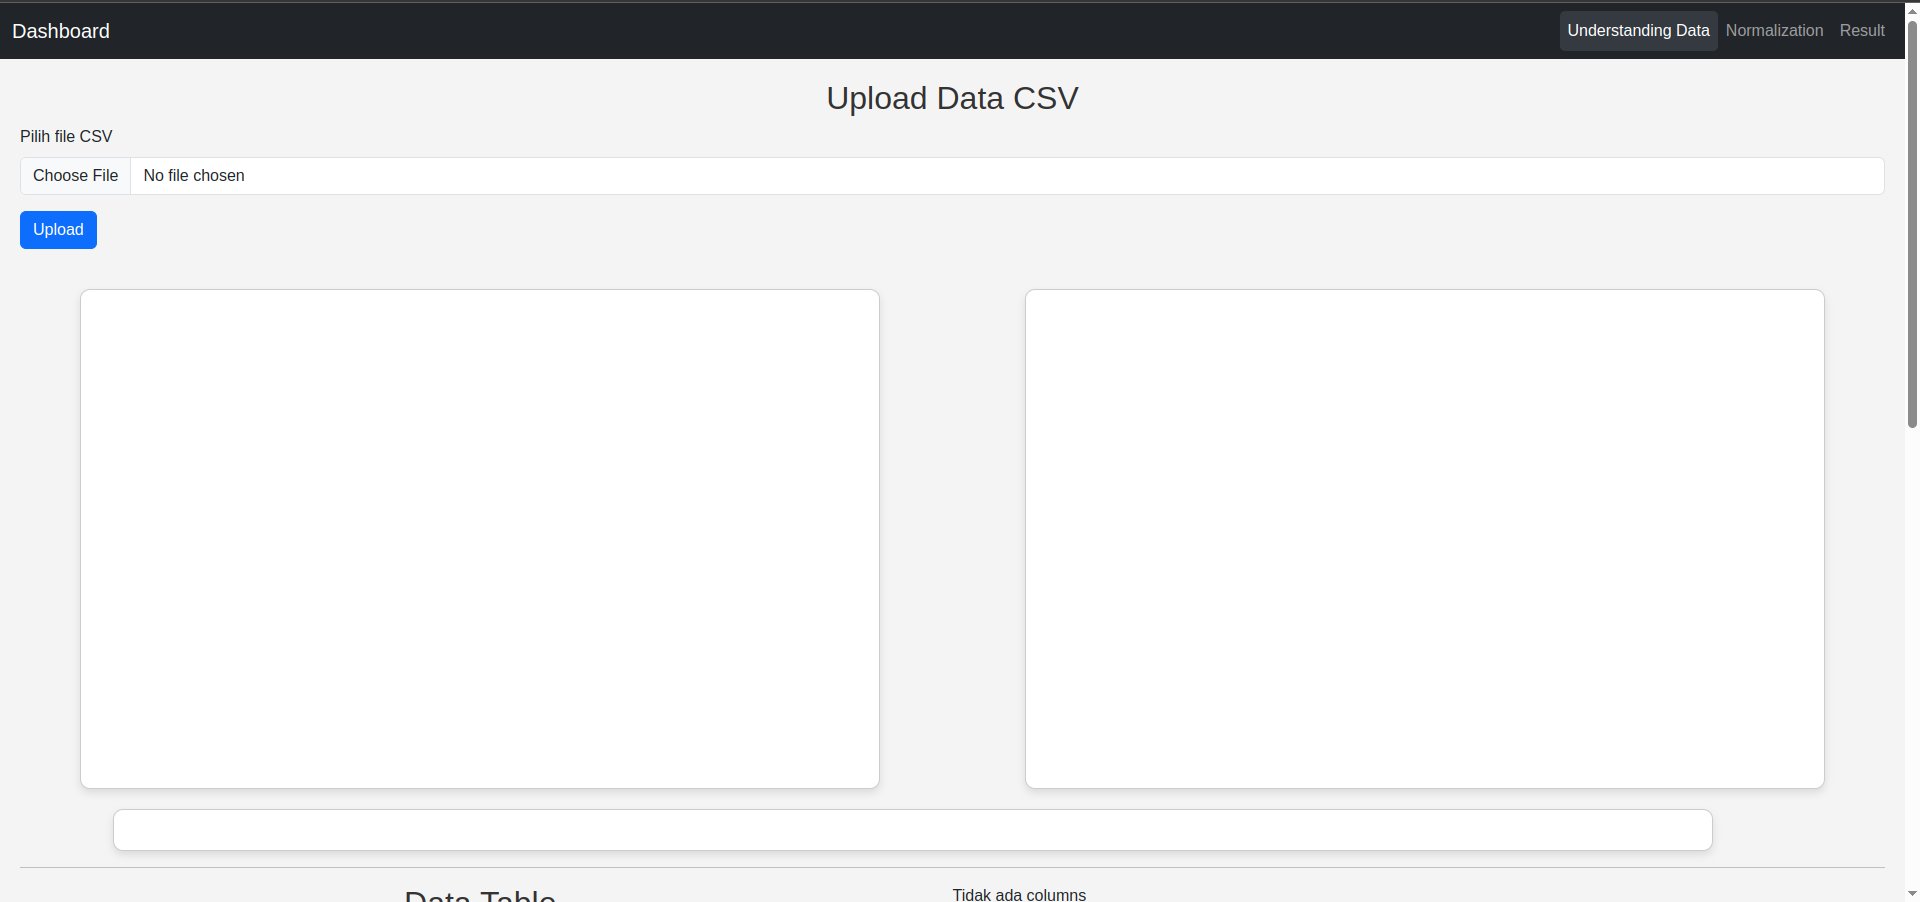 Dashboard
Understanding Data Normalization Result
Upload Data CSV
Pilih file CSV
Choose File No file chosen
Upload
Data Table
Tidak ada columns